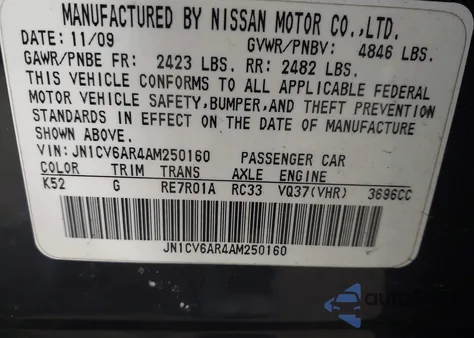 MANUFACTURED BY NISSAN MOTOR CO.,LTD.
DATE: 11/09 GVWR/PNBV: 4846 LBS.
GAWR/PNBE FR: 2423 LBS. RR: 2482 LBS.
THIS VEHICLE CONFORMS TO ALL APPLICABLE FEDERAL
MOTOR VEHICLE SAFETY,BUMPER,AND THEFT PREVENTION
STANDARDS IN EFFECT ON THE DATE OF MANUFACTURE
SHOWN ABOVE.
VIN: JN1CV6AR4AM250160 PASSENGER CAR
COLOR TRIM TRANS AXLE ENGINE
K52 G RE7R01A RC33 VQ37(VHR) 3696CC
JN1CV6AR4AM250160